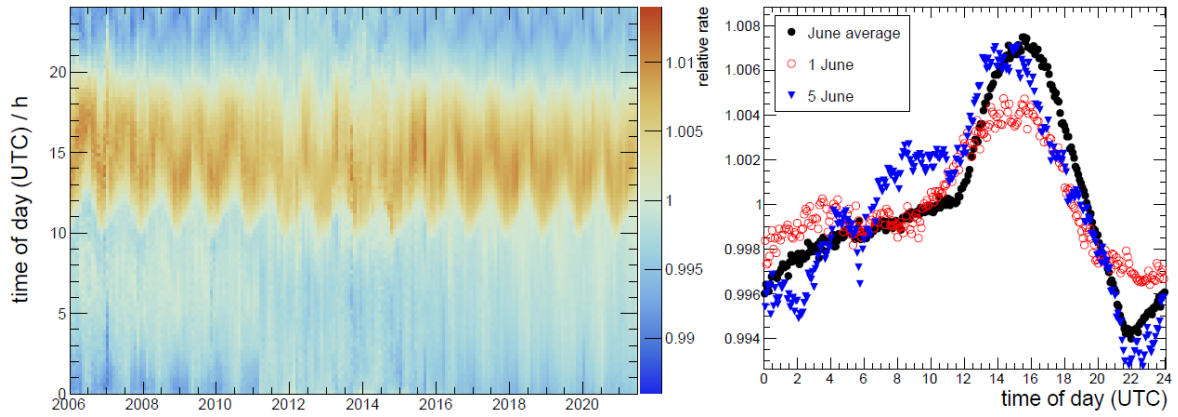 time of day (UTC) / h
20
15
10
5
0
2006 2008 2010 2012 2014 2016 2018 2020
relative rate
1.01
1.005
1
0.995
0.99
June average
1 June
5 June
1.008
1.006
1.004
1.002
1
0.998
0.996
0.994
0 2 4 6 8 10 12 14 16 18 20 22 24
time of day (UTC)